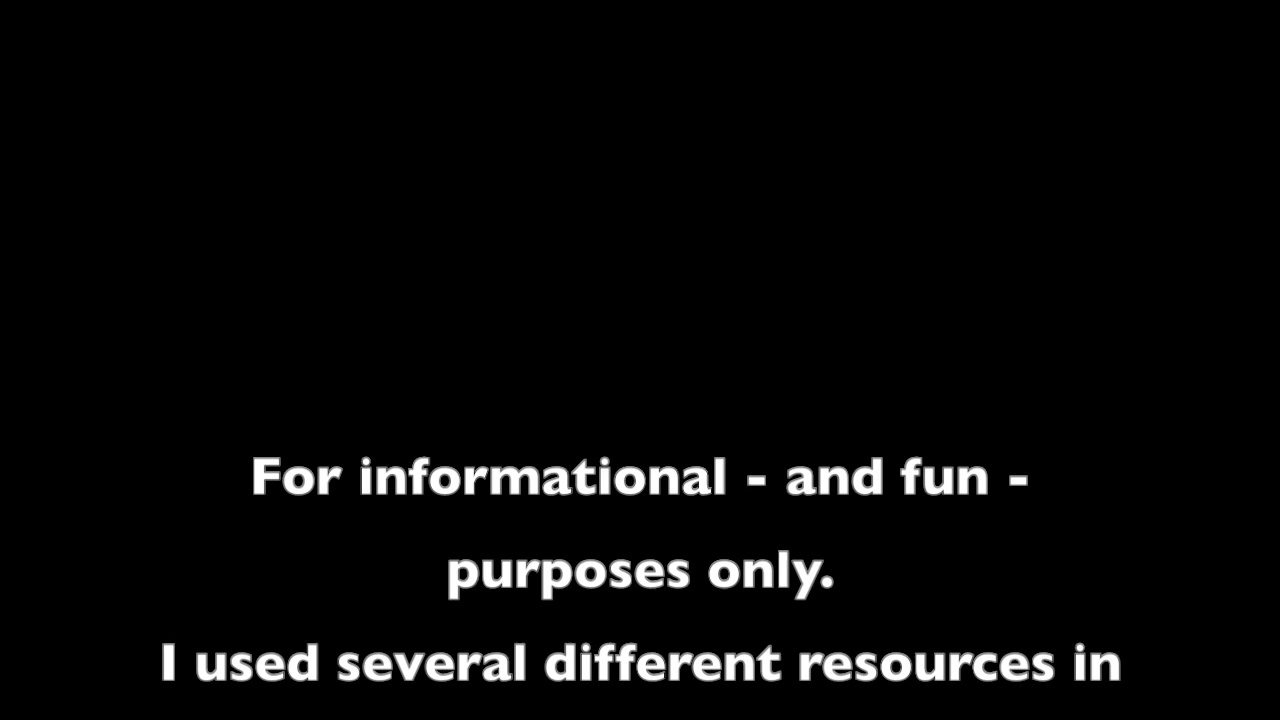 For informational - and fun -
purposes only.
I used several different resources in